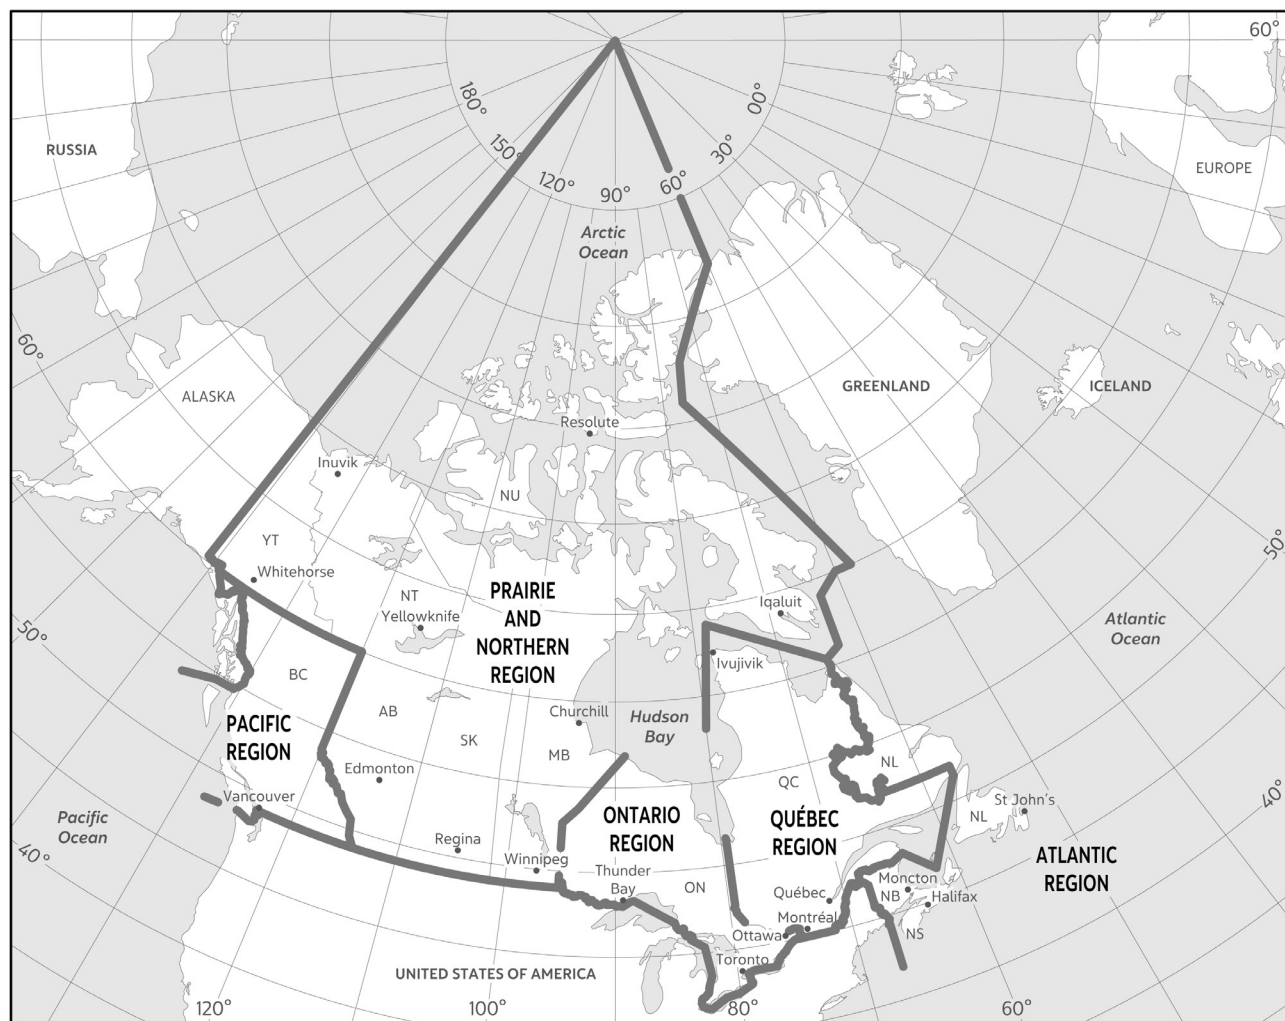 60°
180°
00°
150°
30°
RUSSIA
EUROPE
120°
60°
90°
Arctic
Ocean
60°
ALASKA
GREENLAND
ICELAND
Resolute
Inuvik
NU
50°
YT
Whitehorse
PRAIRIE
AND
NORTHERN
REGION
NT
Yellowknife
Iqaluit
Atlantic
Ocean
50°
Ivujivik
BC
AB
SK
Churchill
MB
Hudson
Bay
PACIFIC
REGION
Edmonton
QC
NL
Vancouver
Pacific
Ocean
ONTARIO
REGION
QUÉBEC
REGION
St John's
NL
40°
40°
Regina
Winnipeg
Thunder
Bay
ON
ATLANTIC
REGION
Québec
Moncton
NB
Halifax
Montréal
Ottawa
NS
Toronto
UNITED STATES OF AMERICA
120°
100°
80°
60°